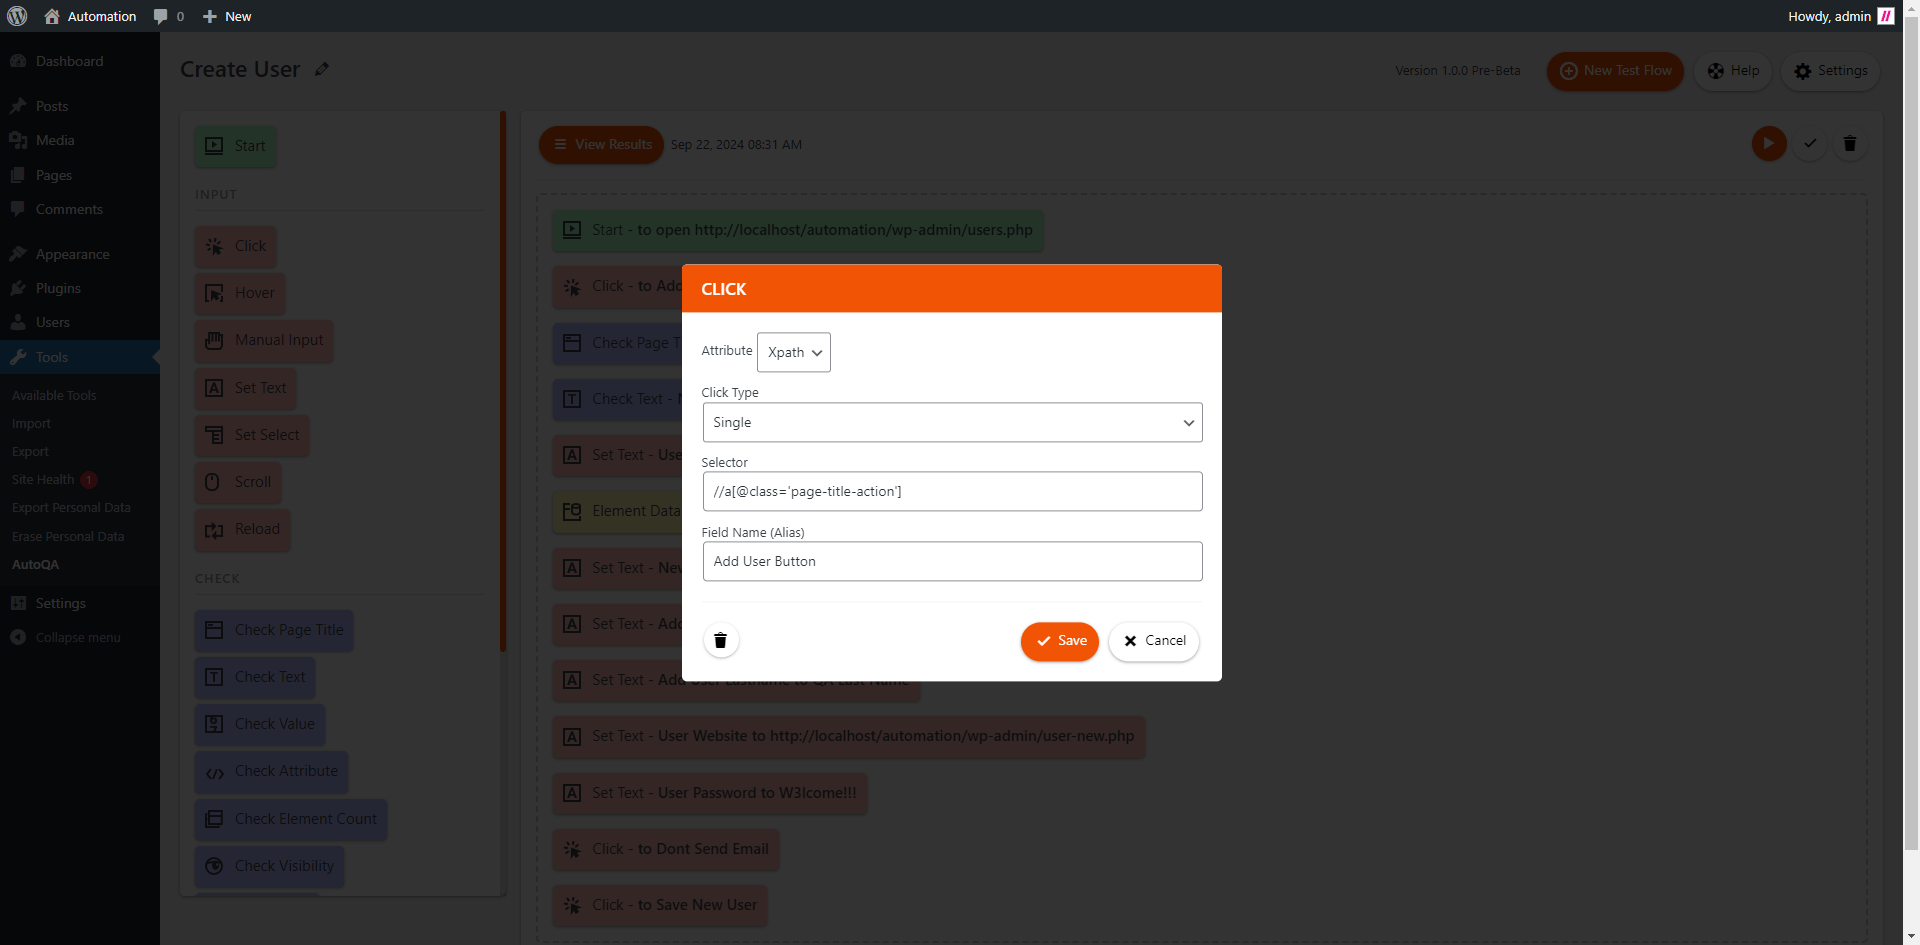 Automation 0 New Howdy, admin
Dashboard
Posts
Media
Pages
Comments
Appearance
Plugins
Users
Tools
Available Tools
Import
Export
Site Health 1
Export Personal Data
Erase Personal Data
AutoQA
Settings
Collapse menu
Create User
Version 1.0.0 Pre-Beta New Test Flow Help Settings
Start
INPUT
Click
Hover
Manual Input
Set Text
Set Select
Scroll
Reload
CHECK
Check Page Title
Check Text
Check Value
Check Attribute
Check Element Count
Check Visibility
View Results Sep 22, 2024 08:31 AM
Start - to open http://localhost/automation/wp-admin/users.php
Click - to Add
Check Page T
Check Text -
Set Text - Use
Element Data
Set Text - New
Set Text - Add
Set Text - Add User Lastname to QA Last Name
Set Text - User Website to http://localhost/automation/wp-admin/user-new.php
Set Text - User Password to W3lcome!!!
Click - to Dont Send Email
Click - to Save New User
CLICK
Attribute Xpath
Click Type
Single
Selector
//a[@class='page-title-action']
Field Name (Alias)
Add User Button
Save Cancel